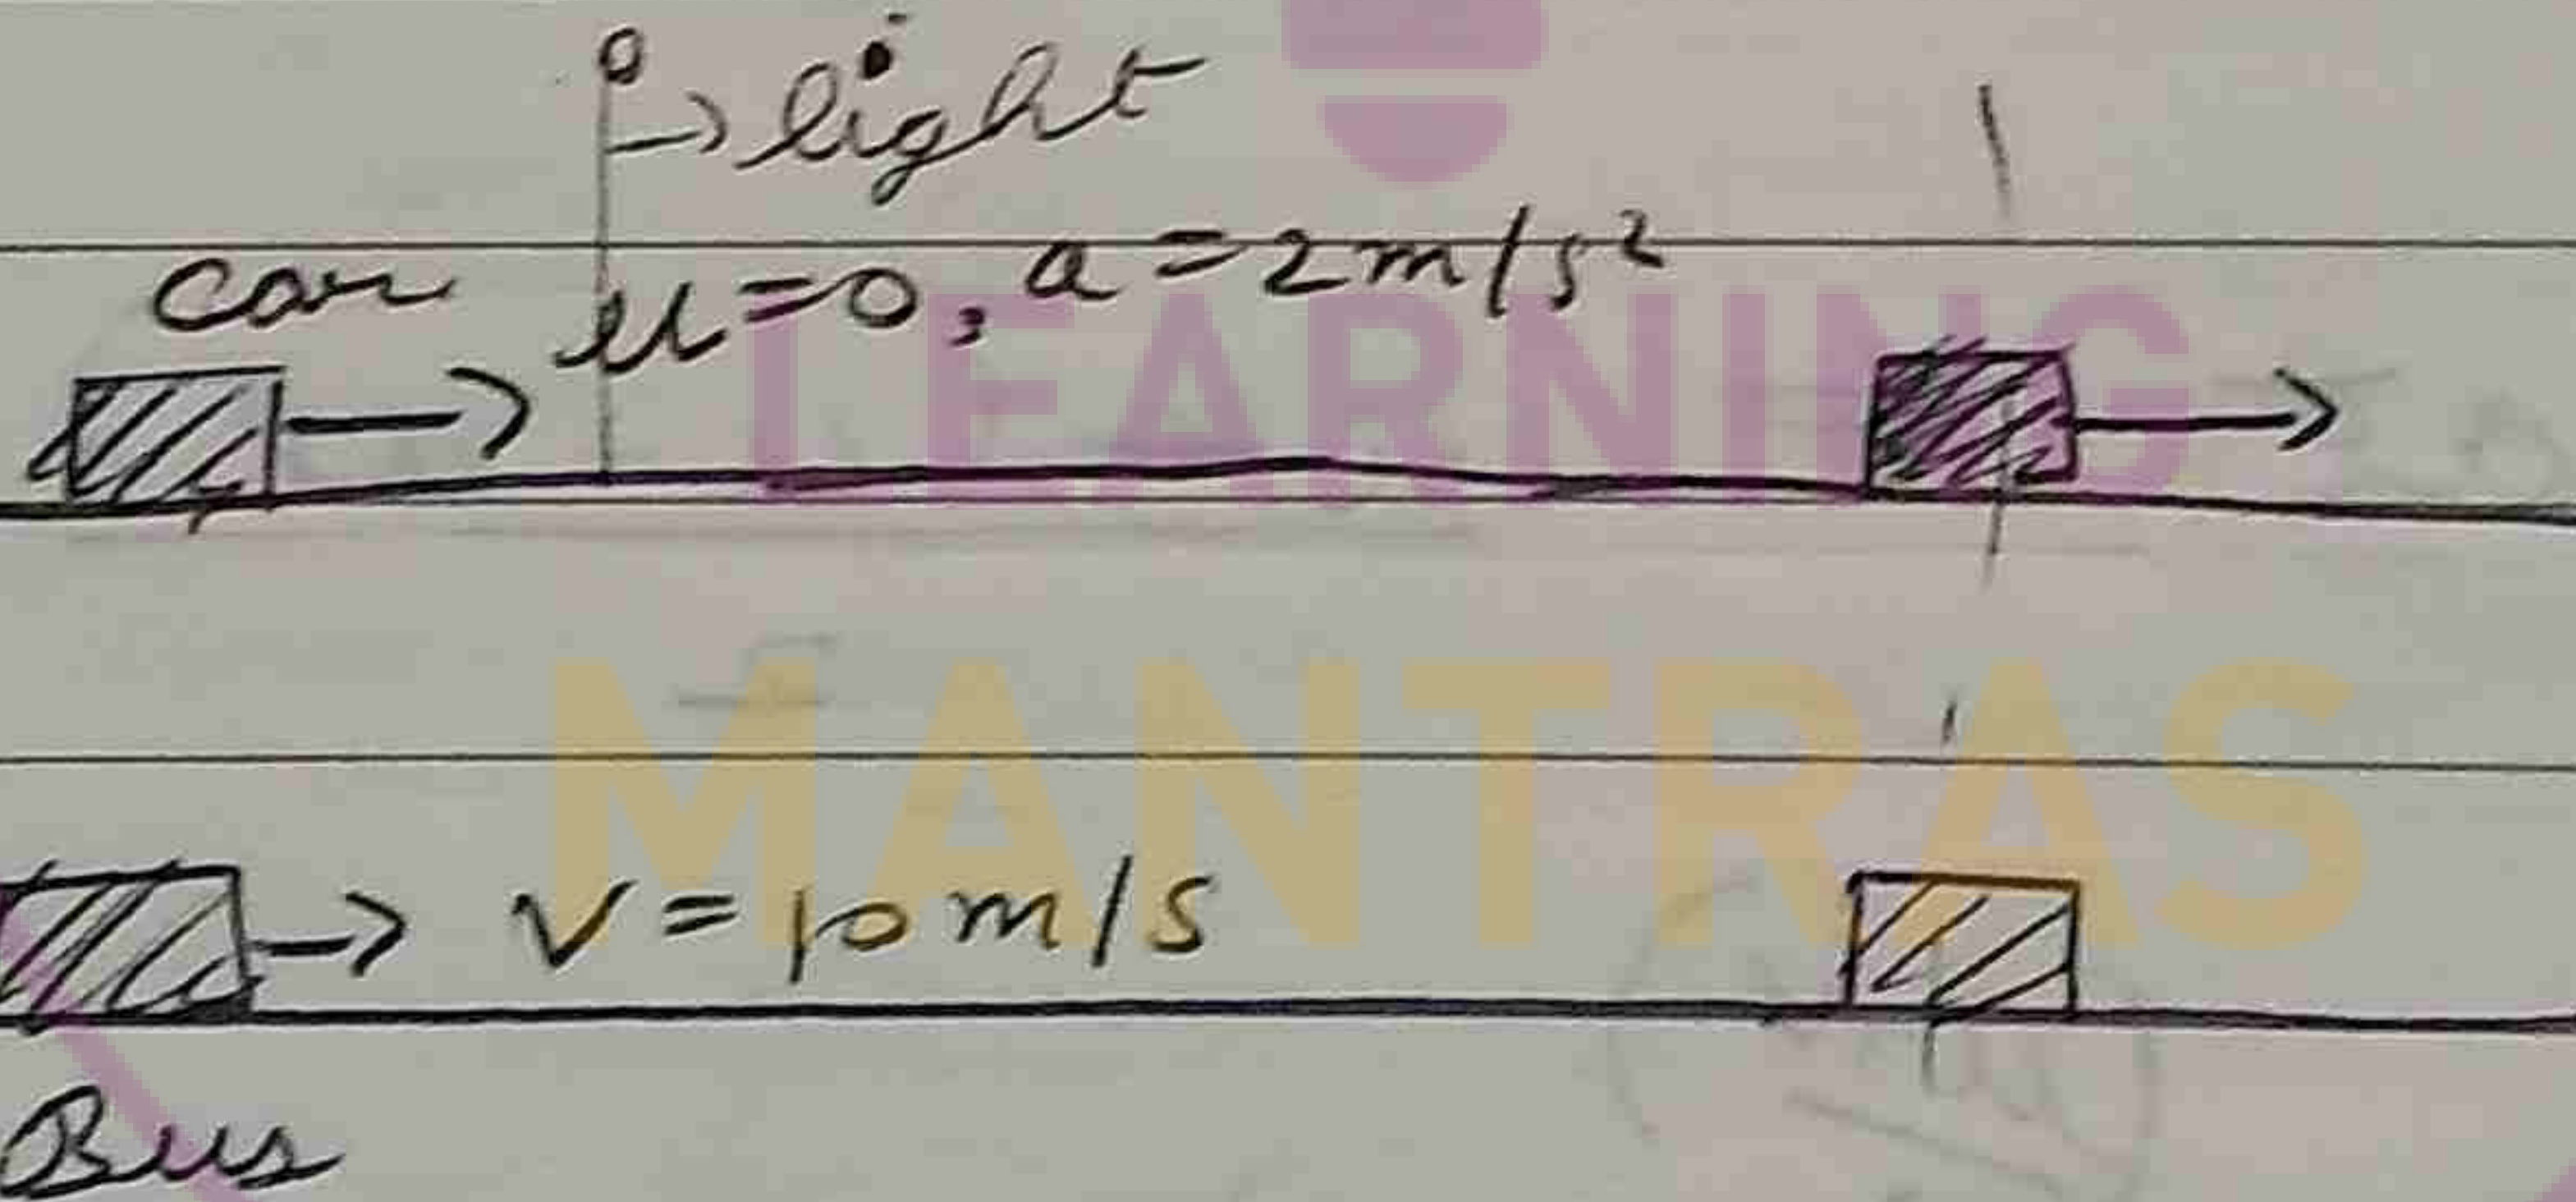 light
car u=0, a=2m/s²
LEARNING
MANTRAS
v=10m/s
Bus